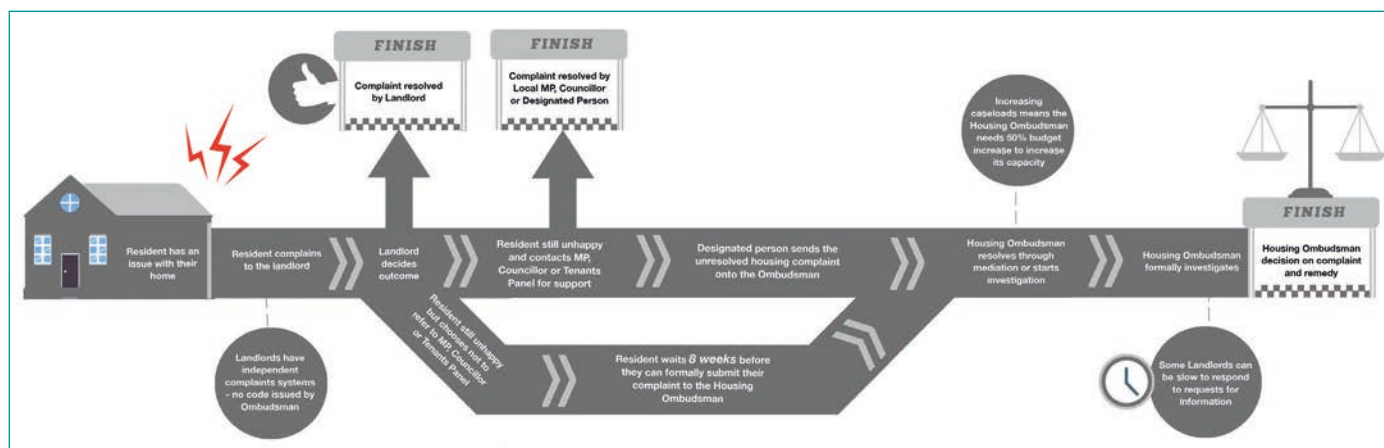 FINISH
Complaint resolved
by Landlord
FINISH
Complaint resolved by
Local MP, Councillor
or Designated Person
Increasing
caseloads means the
Housing Ombudsman
needs 50% budget
increase to increase
its capacity
Resident has an
issue with their
home
Resident complains
to the landlord
Landlord
decides
outcome
Resident still unhappy
and contacts MP,
Councillor or Tenants
Panel for support
Designated person sends the
unresolved housing complaint
onto the Ombudsman
Housing Ombudsman
resolves through
mediation or starts
investigation
Housing Ombudsman
formally investigates
FINISH
Housing Ombudsman
decision on complaint
and remedy
Landlords have
independent
complaints systems
- no code issued by
Ombudsman
Resident still unhappy
but chooses not to
refer to MP, Councillor
or Tenants Panel
Resident waits 8 weeks before
they can formally submit their
complaint to the Housing
Ombudsman
Some Landlords can
be slow to respond
to requests for
information